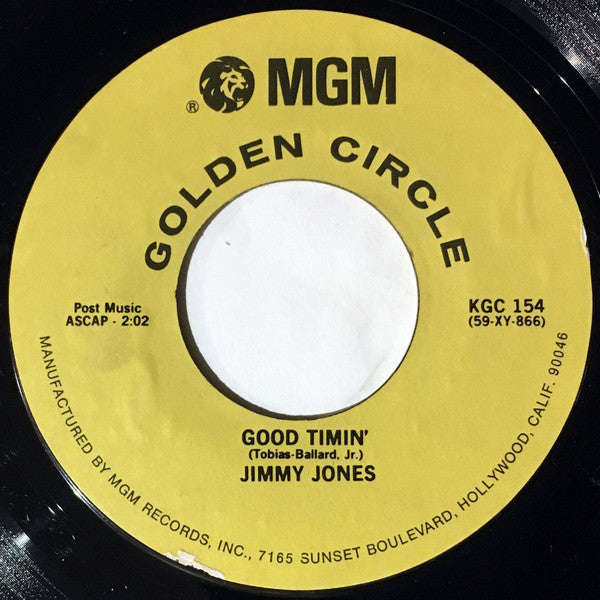 ® MGM
GOLDEN CIRCLE
Post Music
ASCAP - 2:02
KGC 154
(59-XY-866)
GOOD TIMIN'
(Tobias-Ballard, Jr.)
JIMMY JONES
MANUFACTURED BY MGM RECORDS, INC., 7165 SUNSET BOULEVARD, HOLLYWOOD, CALIF. 90046